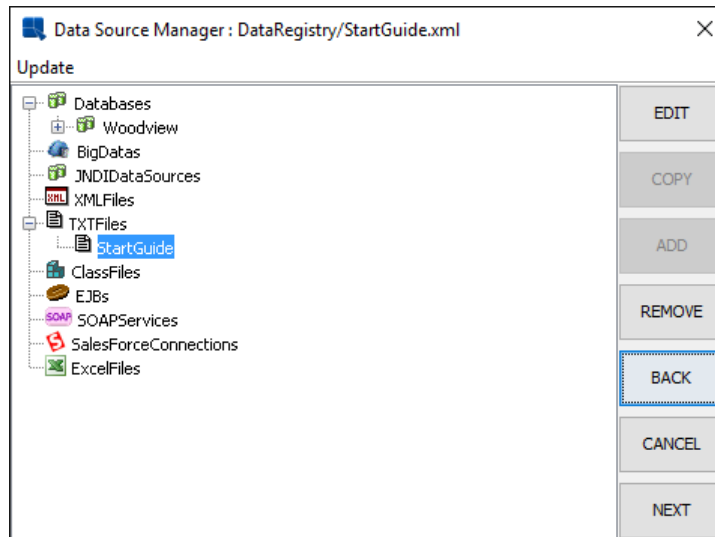 Data Source Manager : DataRegistry/StartGuide.xml
Update
Databases
Woodview
BigDatas
JNDIDataSources
XML XMLFiles
TXTFiles
StartGuide
ClassFiles
EJBs
SOAP SOAPServices
SalesForceConnections
ExcelFiles
EDIT
COPY
ADD
REMOVE
BACK
CANCEL
NEXT